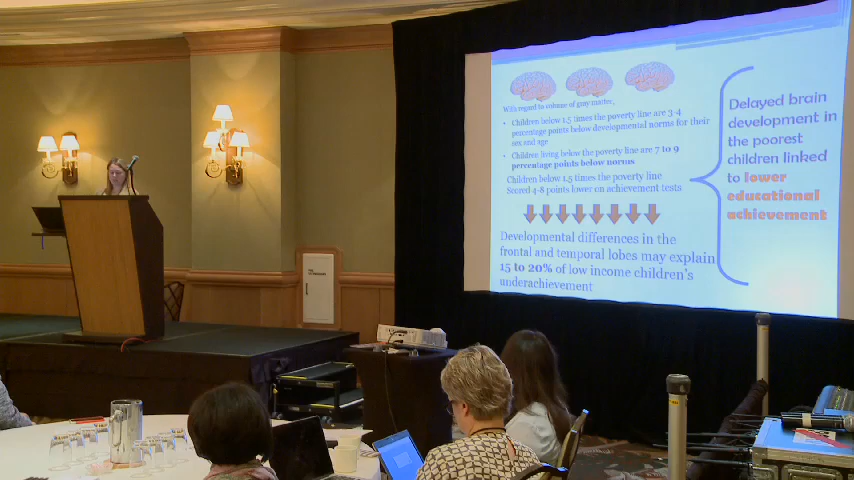 With regard to volume of gray matter,
• Children below 1.5 times the poverty line are 3-4
percentage points below developmental norms for their
sex and age
• Children living below the poverty line are 7 to 9
percentage points below norms
Children below 1.5 times the poverty line
Scored 4-8 points lower on achievement tests
Developmental differences in the
frontal and temporal lobes may explain
15 to 20% of low income children's
underachievement
Delayed brain
development in
the poorest
children linked
to lower
educational
achievement